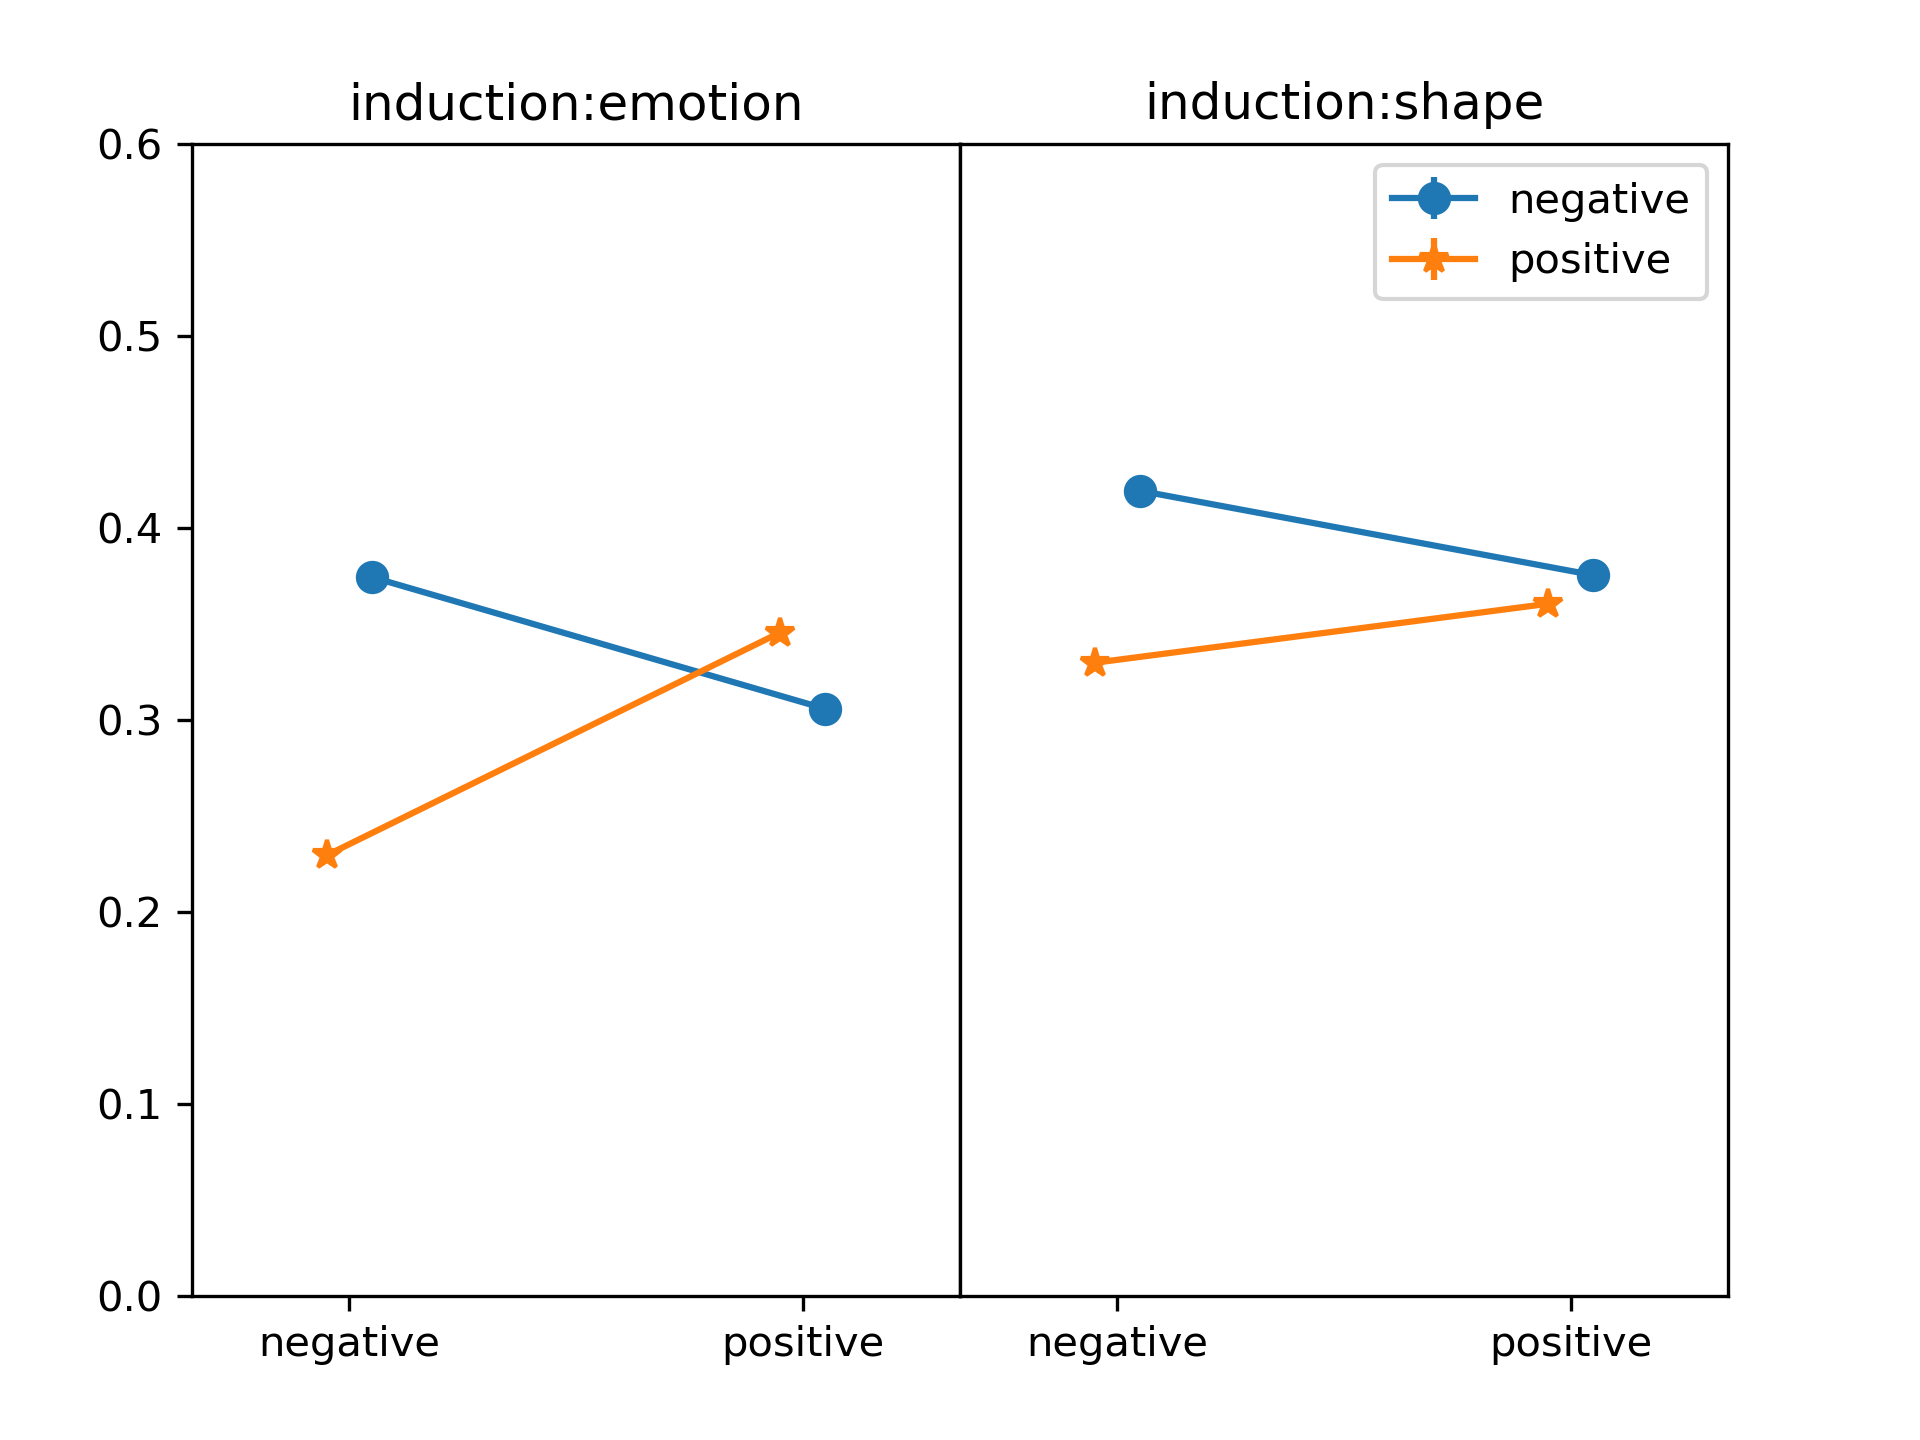 induction:emotion
induction:shape
0.6
0.5
0.4
0.3
0.2
0.1
0.0
negative
positive
negative
positive
negative
positive